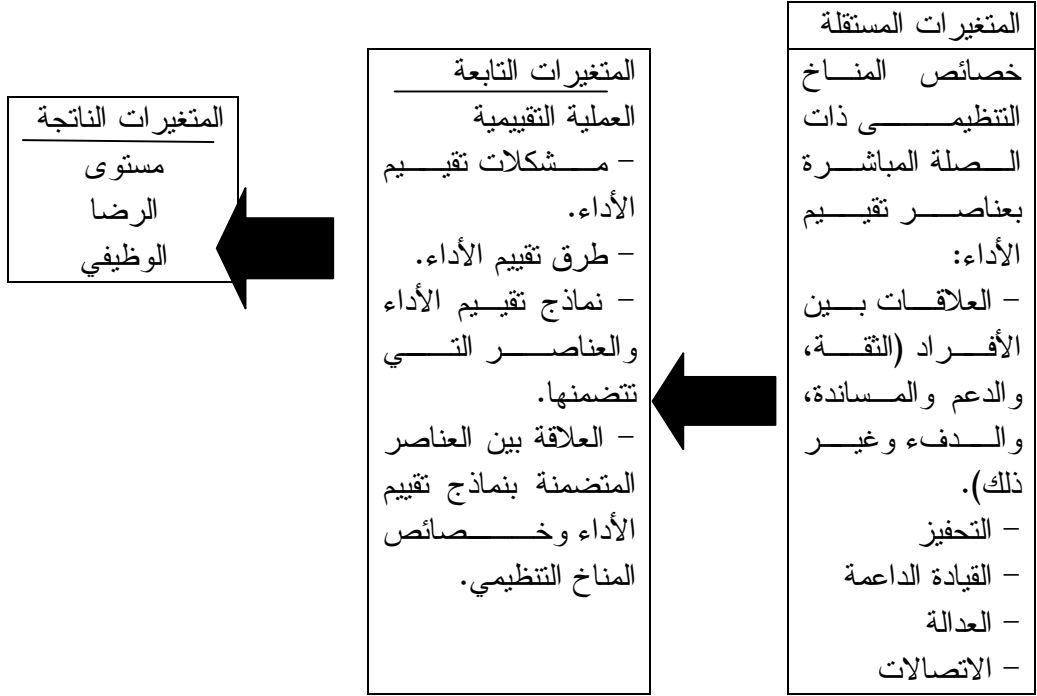 المتغيرات المستقلة
خصائص المناخ
التنظيمى ذات
الصلة المباشرة
بعناصر تقييم
الأداء:
- العلاقات بين
الأفراد (الثقة،
والدعم والمساندة،
والدفء وغير
ذلك).
- التحفيز
- القيادة الداعمة
- العدالة
- الاتصالات
المتغيرات التابعة
العملية التقييمية
- مشكلات تقييم
الأداء.
- طرق تقييم الأداء.
- نماذج تقييم الأداء
والعناصر التي
تتضمنها.
- العلاقة بين العناصر
المتضمنة بنماذج تقييم
الأداء وخصائص
المناخ التنظيمي.
المتغيرات الناتجة
مستوى
الرضا
الوظيفي